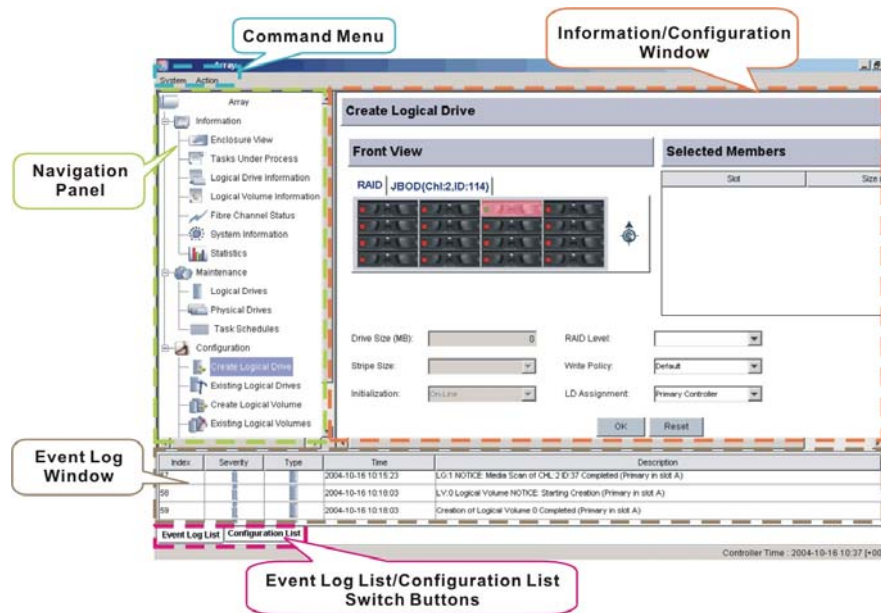 Command Menu
Information/Configuration
Window
Array
System Action
Array
Information
Enclosure View
Tasks Under Process
Logical Drive Information
Logical Volume Information
Fibre Channel Status
System Information
Statistics
Maintenance
Logical Drives
Physical Drives
Task Schedules
Configuration
Create Logical Drive
Existing Logical Drives
Create Logical Volume
Existing Logical Volumes
Navigation
Panel
Create Logical Drive
Front View
Selected Members
RAID JBOD(Chl:2,ID:114)
Slot Size
Drive Size (MB): 0 RAID Level:
Stripe Size: Write Policy: Default
Initialization: On-Line LD Assignment: Primary Controller
OK Reset
Event Log
Window
Index Severity Type Time Description
57 2004-10-16 10:15:23 LG:1 NOTICE: Media Scan of CHL:2 ID:37 Completed (Primary in slot A)
58 2004-10-16 10:18:03 LV:0 Logical Volume NOTICE: Starting Creation (Primary in slot A)
59 2004-10-16 10:18:03 Creation of Logical Volume 0 Completed (Primary in slot A)
Event Log List Configuration List
Controller Time : 2004-10-16 10:37 [+00
Event Log List/Configuration List
Switch Buttons